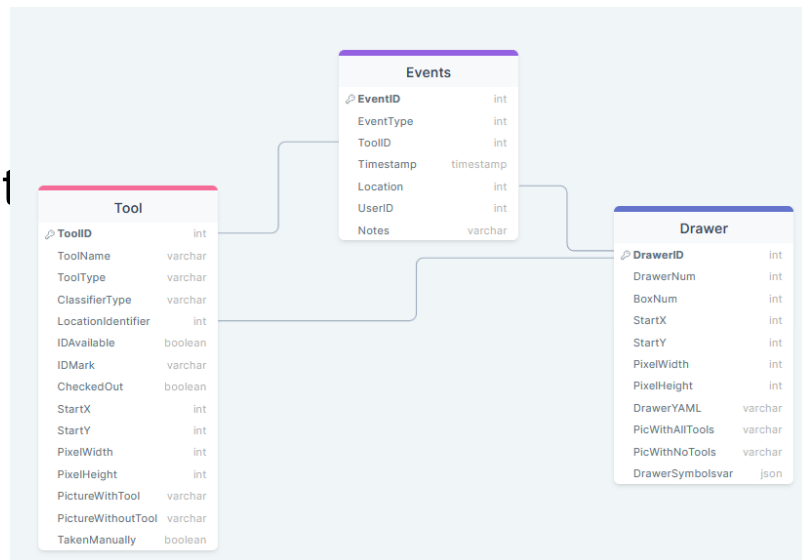 Events
EventID int
EventType int
ToolID int
Timestamp timestamp
Location int
UserID int
Notes varchar
t
Tool
ToolID int
ToolName varchar
ToolType varchar
ClassifierType varchar
LocationIdentifier int
IDAvailable boolean
IDMark varchar
CheckedOut boolean
StartX int
StartY int
PixelWidth int
PixelHeight int
PictureWithTool varchar
PictureWithoutTool varchar
TakenManually boolean
Drawer
DrawerID int
DrawerNum int
BoxNum int
StartX int
StartY int
PixelWidth int
PixelHeight int
DrawerYAML varchar
PicWithAllTools varchar
PicWithNoTools varchar
DrawerSymbolsvar json